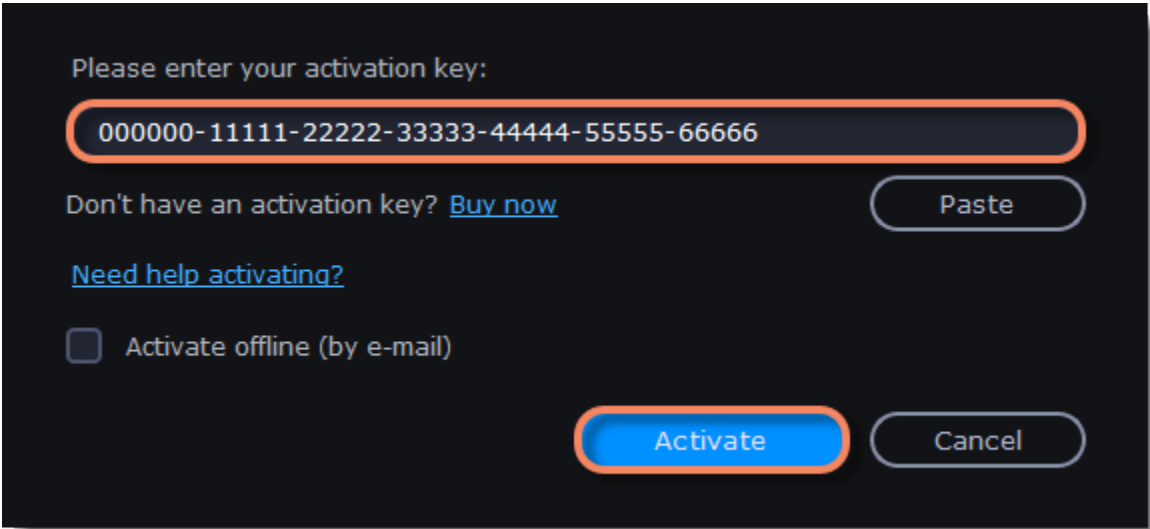 Please enter your activation key:
000000-11111-22222-33333-44444-55555-66666
Don't have an activation key? Buy now
Paste
Need help activating?
Activate offline (by e-mail)
Activate
Cancel